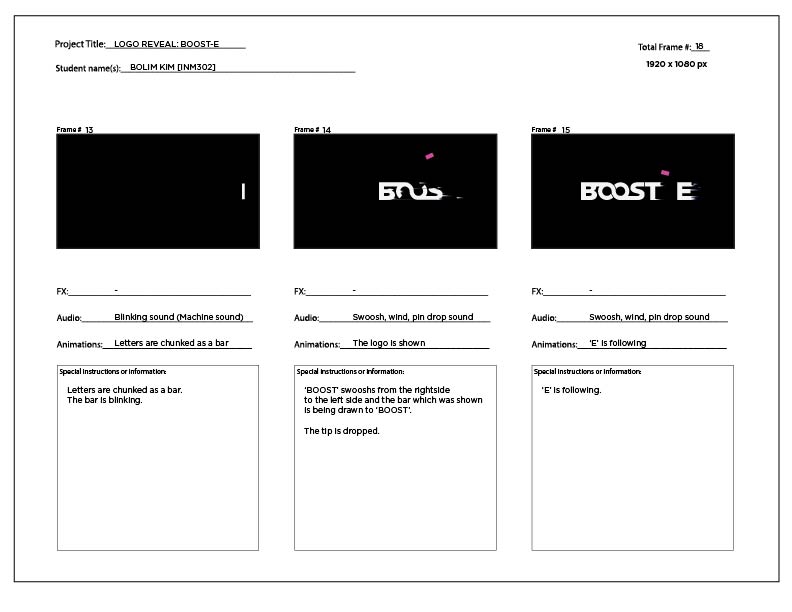 Project Title: LOGO REVEAL: BOOST-E
Total Frame #: 18
Student name(s): BOLIM KIM [INM302]
1920 x 1080 px
Frame # 13
Frame # 14
Frame # 15
BOOST E
FX: -
FX: -
FX: -
Audio: Blinking sound (Machine sound)
Audio: Swoosh, wind, pin drop sound
Audio: Swoosh, wind, pin drop sound
Animations: Letters are chunked as a bar
Animations: The logo is shown
Animations: 'E' is following
Special instructions or information:
Letters are chunked as a bar.
The bar is blinking.
Special instructions or information:
'BOOST' swooshs from the rightside
to the left side and the bar which was shown
is being drawn to 'BOOST'.
The tip is dropped.
Special instructions or information:
'E' is following.